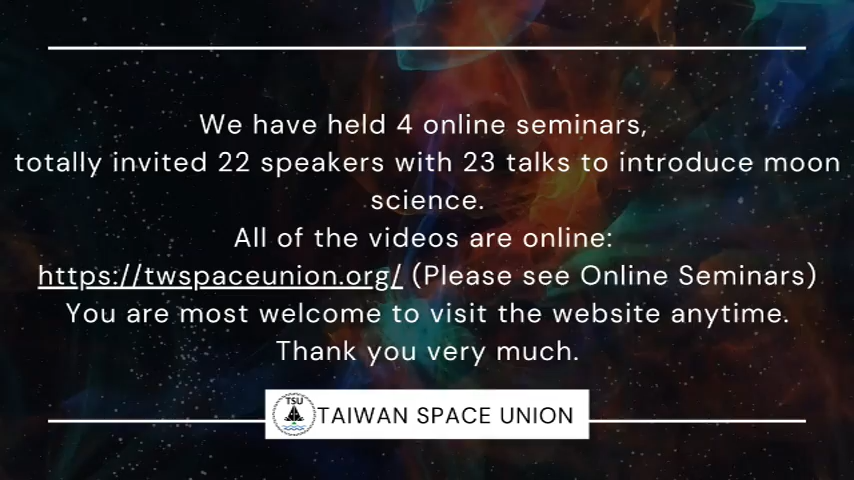 We have held 4 online seminars,
totally invited 22 speakers with 23 talks to introduce moon
science.
All of the videos are online:
https://twspaceunion.org/ (Please see Online Seminars)
You are most welcome to visit the website anytime.
Thank you very much.
TSU
TAIWAN SPACE UNION